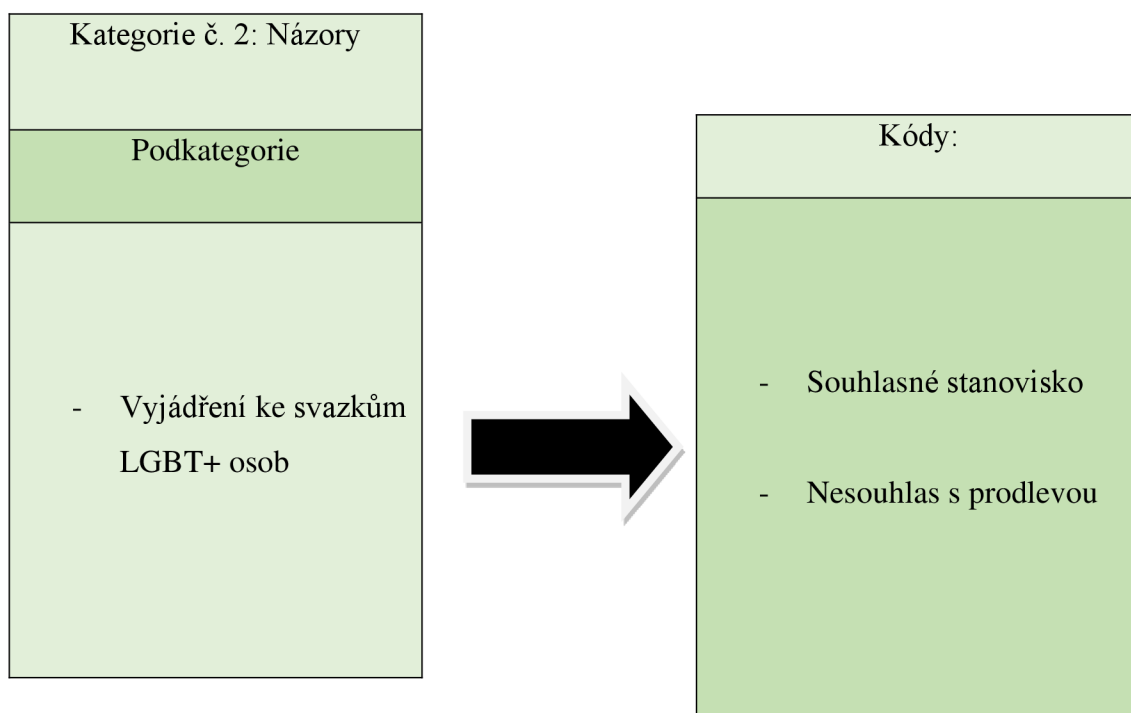 Kategorie č. 2: Názory
Podkategorie
- Vyjádření ke svazkům
LGBT+ osob
Kódy:
- Souhlasné stanovisko
- Nesouhlas s prodlevou